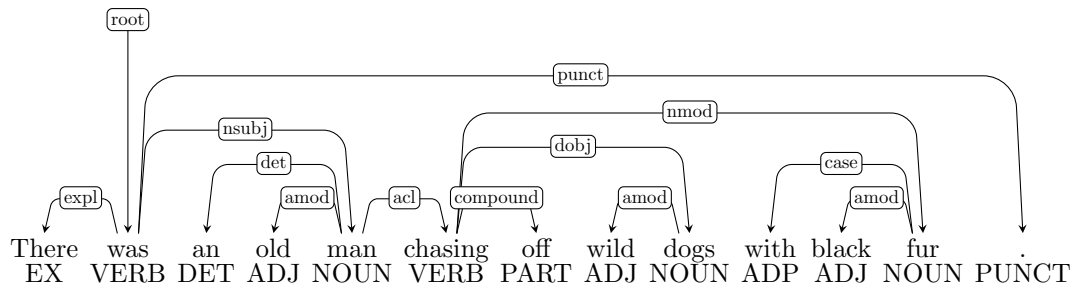 root
punct
nmod
nsubj
dobj
det case
expl amod acl compound amod amod
There was an old man chasing off wild dogs with black fur .
EX VERB DET ADJ NOUN VERB PART ADJ NOUN ADP ADJ NOUN PUNCT